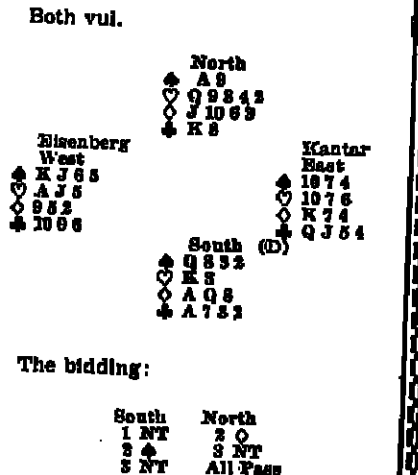 Both vul.
North
♠ A 9
♡ Q 9 8 4 2
♢ J 10 6 3
♣ K 8
Eisenberg
West
♠ K J 6 5
♡ A J 5
♢ 9 5 2
♣ 10 9 6
Kantar
East
♠ 10 7 4
♡ 10 7 6
♢ K 7 4
♣ Q J 5 4
South (D)
♠ Q 8 3 2
♡ K 3
♢ A Q 8
♣ A 7 3 2
The bidding:
South North
1 NT 2 ♢
2 ♠ 2 NT
3 NT All Pass